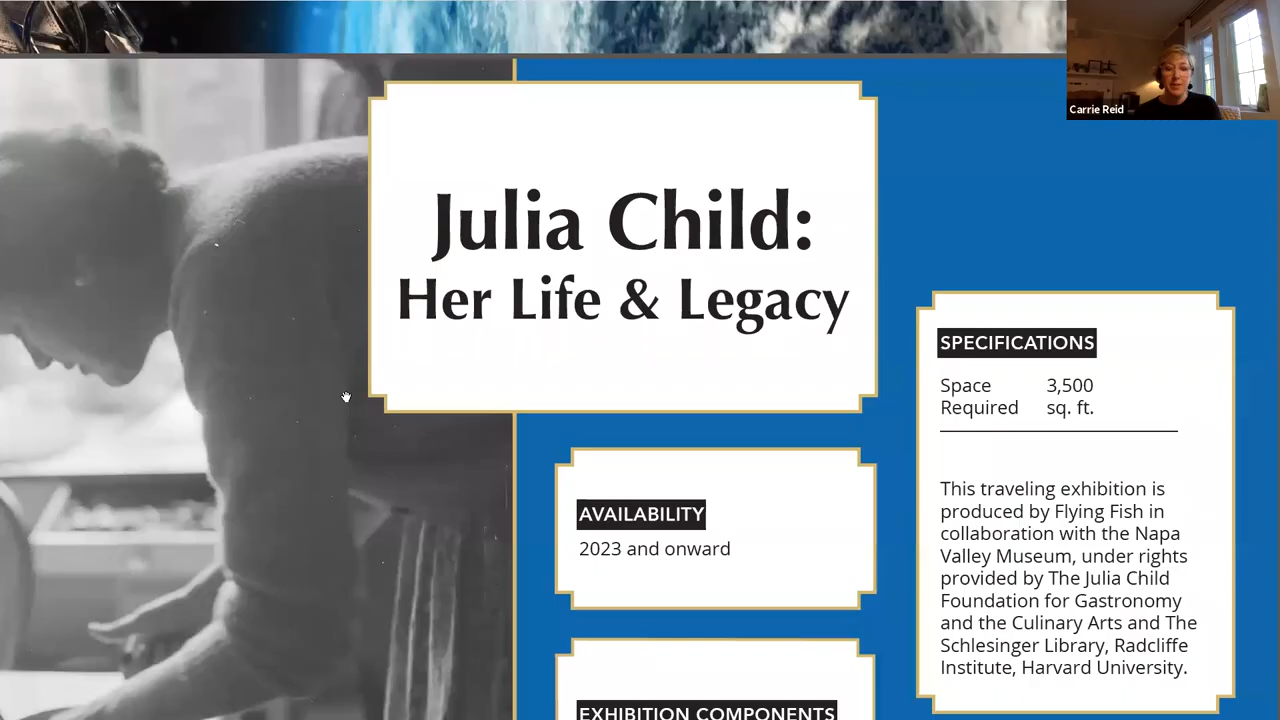 Carrie Reid
Julia Child:
Her Life & Legacy
AVAILABILITY
2023 and onward
EXHIBITION COMPONENTS
SPECIFICATIONS
Space 3,500
Required sq. ft.
This traveling exhibition is
produced by Flying Fish in
collaboration with the Napa
Valley Museum, under rights
provided by The Julia Child
Foundation for Gastronomy
and the Culinary Arts and The
Schlesinger Library, Radcliffe
Institute, Harvard University.